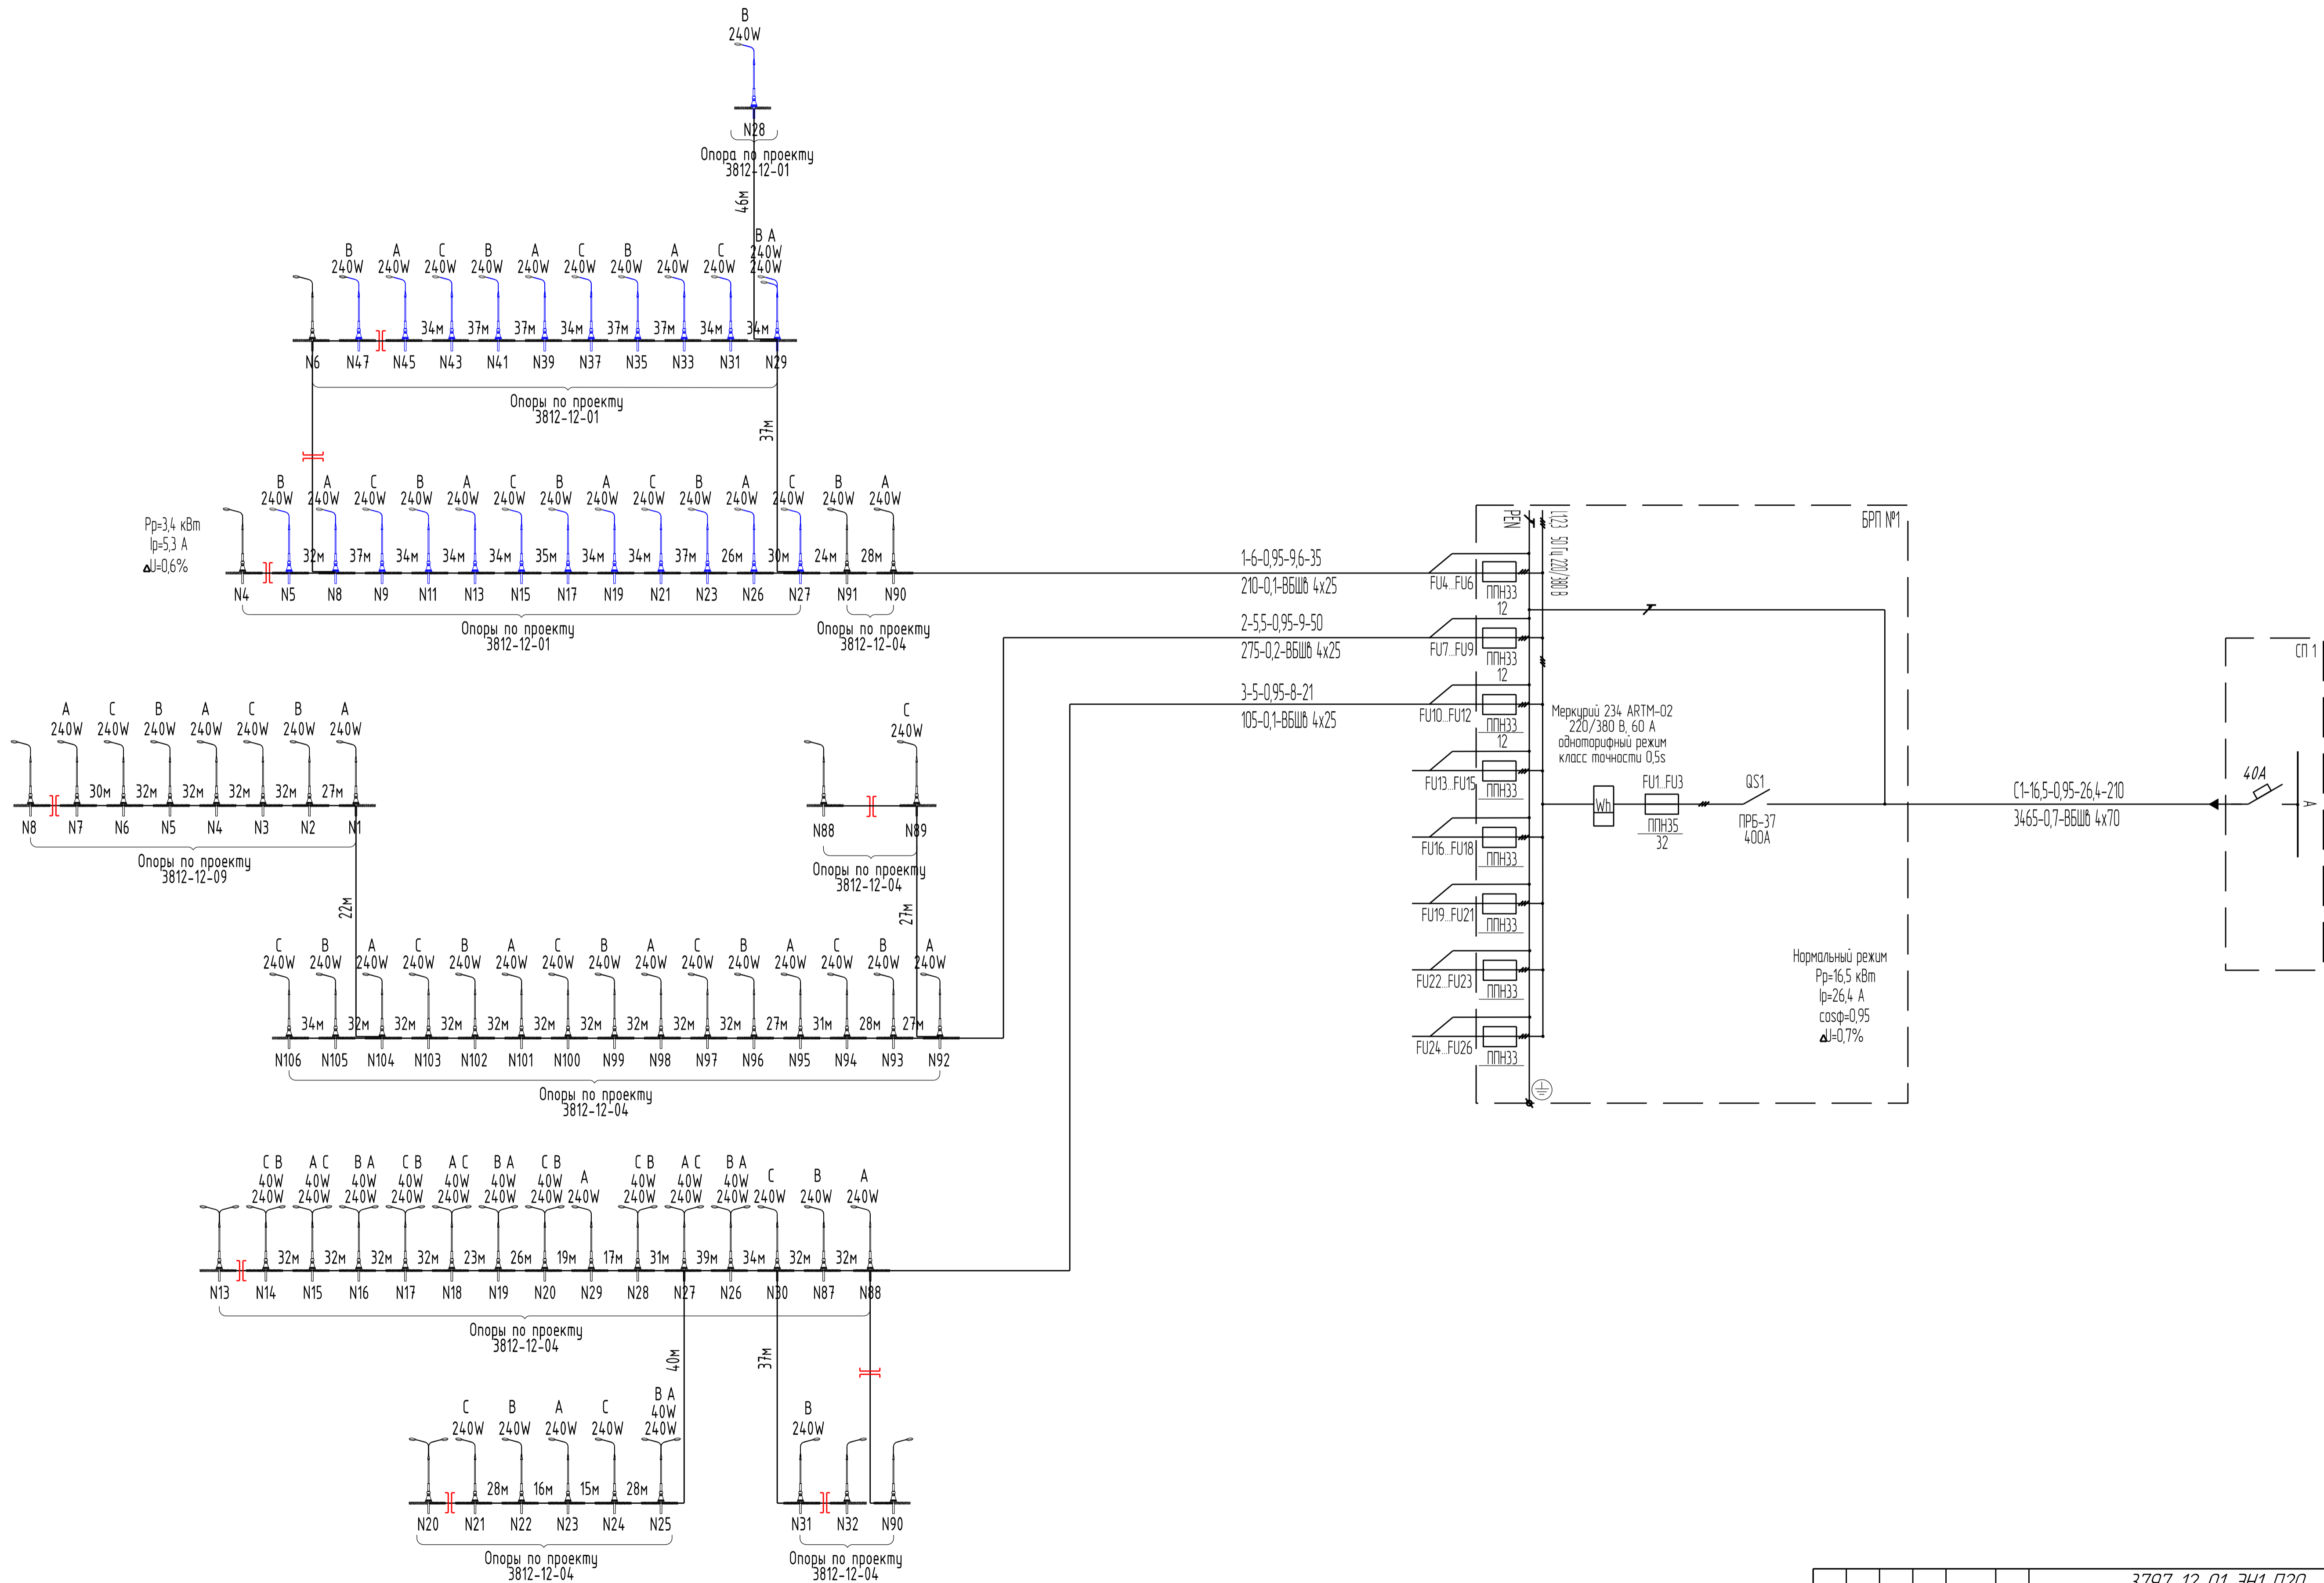 B
240W
N28
Опора по проекту
3812-12-01
46м
B A C B A C B A C B A
240W 240W 240W 240W 240W 240W 240W 240W 240W 240W
240W
34м 37м 37м 34м 37м 37м 34м 34м
N6 N47 N45 N43 N41 N39 N37 N35 N33 N31 N29
Опоры по проекту
3812-12-01
37м
B A C B A C B A C B A C B A
240W 240W 240W 240W 240W 240W 240W 240W 240W 240W 240W 240W 240W 240W
Pр=3,4 кВт
Iр=5,3 А
ΔU=0,6%
32м 37м 34м 34м 34м 35м 34м 34м 37м 26м 30м 24м 28м
N4 N5 N8 N9 N11 N13 N15 N17 N19 N21 N23 N26 N27 N91 N90
Опоры по проекту
3812-12-01
Опоры по проекту
3812-12-04
1-6-0,95-9,6-35
210-0,1-ВБШв 4х25
2-5,5-0,95-9-50
275-0,2-ВБШв 4х25
3-5-0,95-8-21
105-0,1-ВБШв 4х25
A C B A C B A
240W 240W 240W 240W 240W 240W 240W
30м 32м 32м 32м 32м 27м
N8 N7 N6 N5 N4 N3 N2 N1
Опоры по проекту
3812-12-09
22м
C
240W
N88 N89
Опоры по проекту
3812-12-04
27м
C B A C B A C B A C B A C B A
240W 240W 240W 240W 240W 240W 240W 240W 240W 240W 240W 240W 240W 240W 240W
34м 32м 32м 32м 32м 32м 32м 32м 32м 32м 27м 31м 28м 27м
N106 N105 N104 N103 N102 N101 N100 N99 N98 N97 N96 N95 N94 N93 N92
Опоры по проекту
3812-12-04
C B A C B A C B A C B A C B A C B A C B A C B A
40W 40W 40W 40W 40W 40W 40W 40W 40W 40W
240W 240W 240W 240W 240W 240W 240W 240W 240W 240W 240W 240W 240W 240W
32м 32м 32м 32м 23м 26м 19м 17м 31м 39м 34м 32м 32м
N13 N14 N15 N16 N17 N18 N19 N20 N29 N28 N27 N26 N30 N87 N88
Опоры по проекту
3812-12-04
40м
37м
C B A C B A
40W
240W 240W 240W 240W 240W
28м 16м 15м 28м
N20 N21 N22 N23 N24 N25
Опоры по проекту
3812-12-04
B
240W
N31 N32 N90
Опоры по проекту
3812-12-04
БРП №1
PEN
L1,2,3 50 Гц 220/380 В
FU4...FU6
ППН33
12
FU7...FU9
ППН33
12
FU10...FU12
ППН33
12
FU13...FU15
ППН33
FU16...FU18
ППН33
FU19...FU21
ППН33
FU22...FU23
ППН33
FU24...FU26
ППН33
Меркурий 234 ARTM-02
220/380 В, 60 А
одноторифный режим
класс точности 0,5s
Wh
FU1...FU3
ППН35
32
QS1
ПРБ-37
400А
Нормальный режим
Pр=16,5 кВт
Iр=26,4 А
cosφ=0,95
ΔU=0,7%
С1-16,5-0,95-26,4-210
3465-0,7-ВБШв 4х70
СП 1
40А
А
3797-12-01-ЭН1.П20